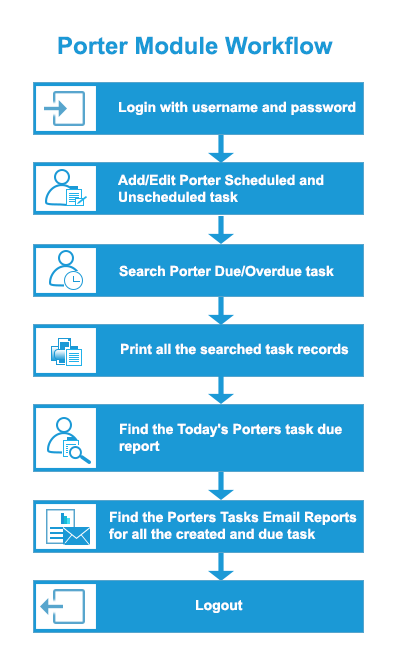 Porter Module Workflow
Login with username and password
Add/Edit Porter Scheduled and
Unscheduled task
Search Porter Due/Overdue task
Print all the searched task records
Find the Today's Porters task due
report
Find the Porters Tasks Email Reports
for all the created and due task
Logout